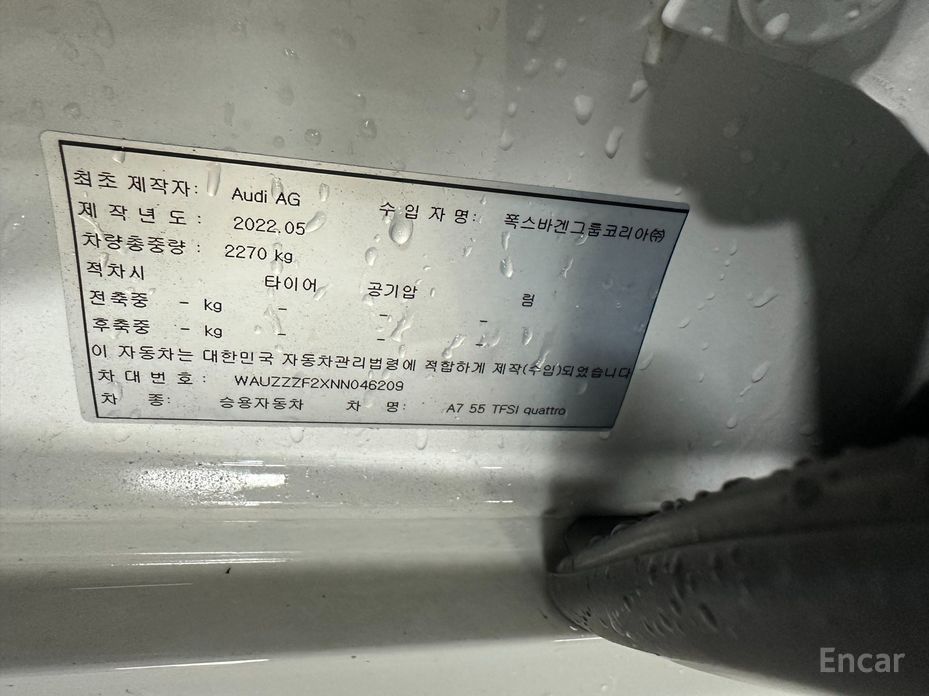 최초 제작자: Audi AG 수 입 자 명: 폭스바겐그룹코리아㈜
제 작 년 도 : 2022.05
차량총중량 : 2270 kg
적차시 타이어 공기압 림
전축중 - kg - - -
후축중 - kg - - -
이 자동차는 대한민국 자동차관리법령에 적합하게 제작(수입)되었습니다
차 대 번 호 : WAUZZZF2XNN046209
차 종: 승용자동차 차 명: A7 55 TFSI quattro
Encar